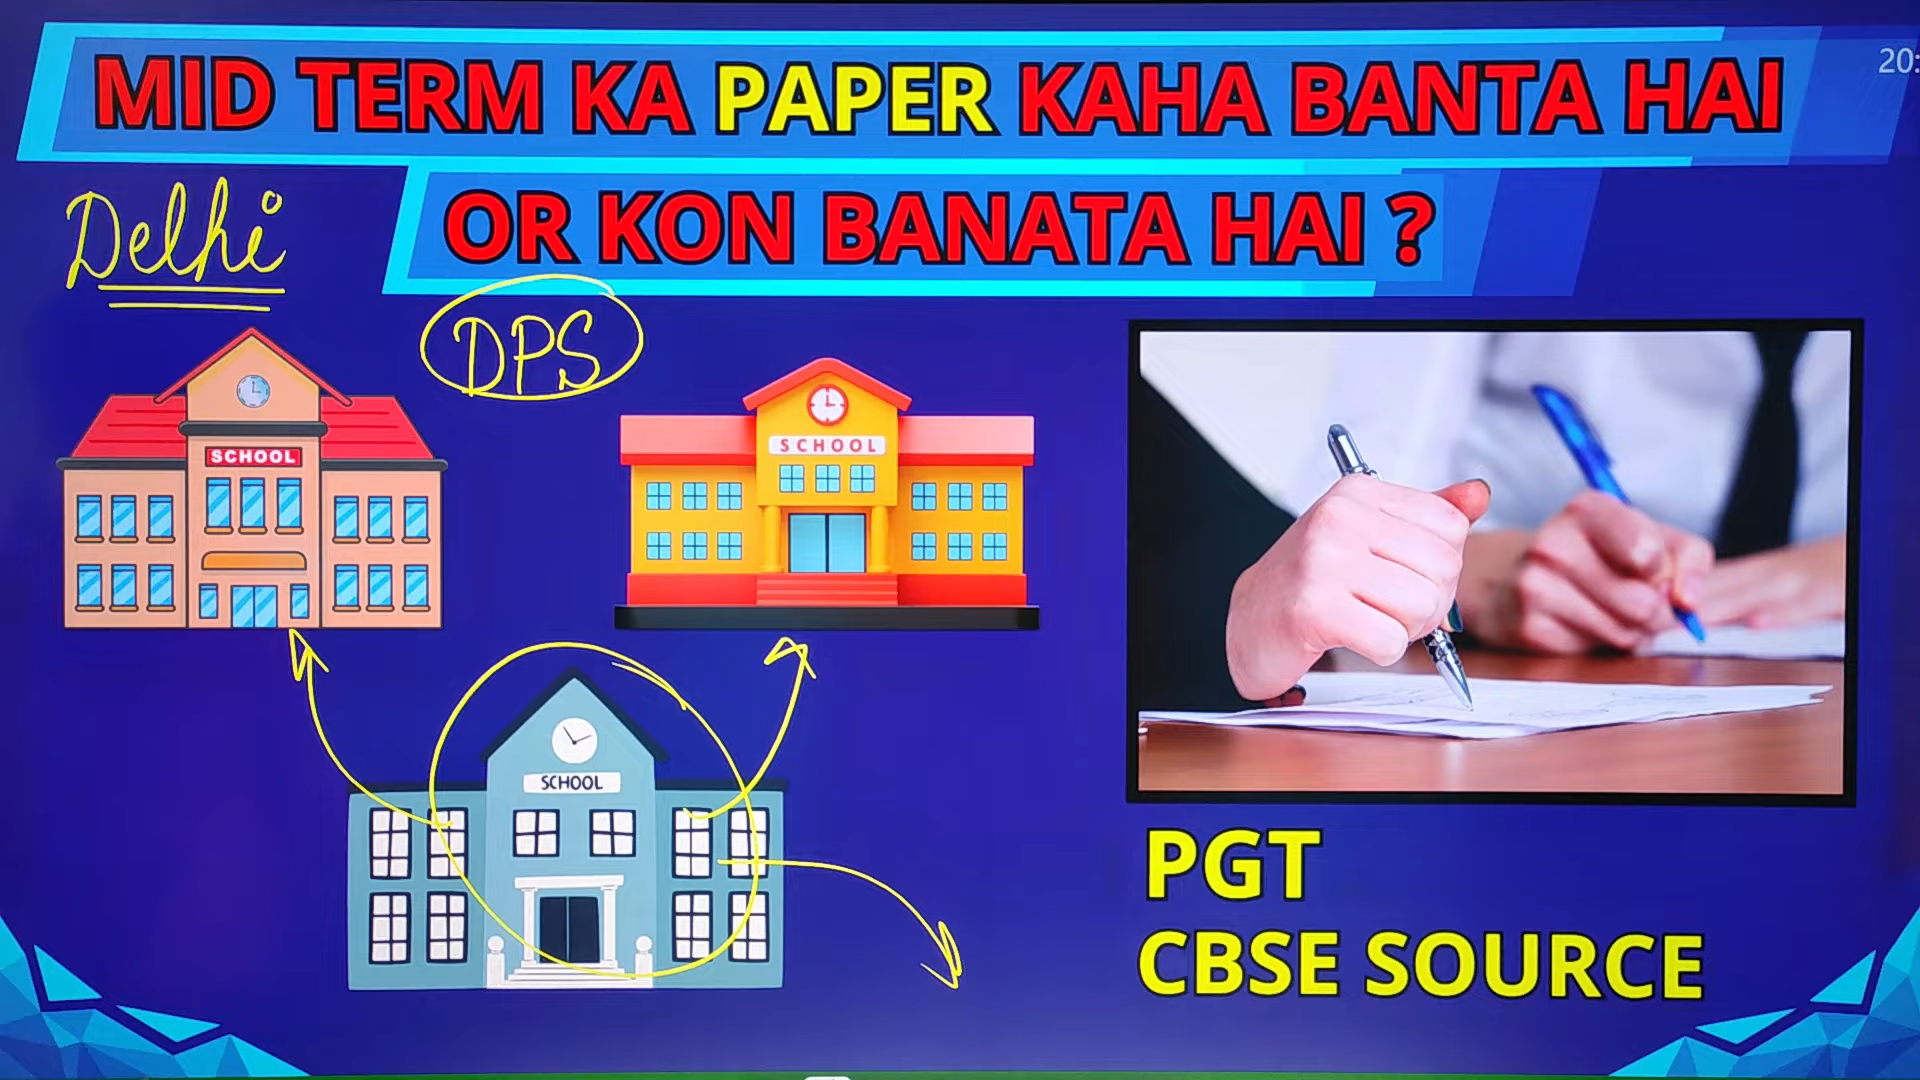 MID TERM KA PAPER KAHA BANTA HAI
20:
OR KON BANATA HAI ?
Delhi
DPS
SCHOOL
SCHOOL
SCHOOL
PGT
CBSE SOURCE